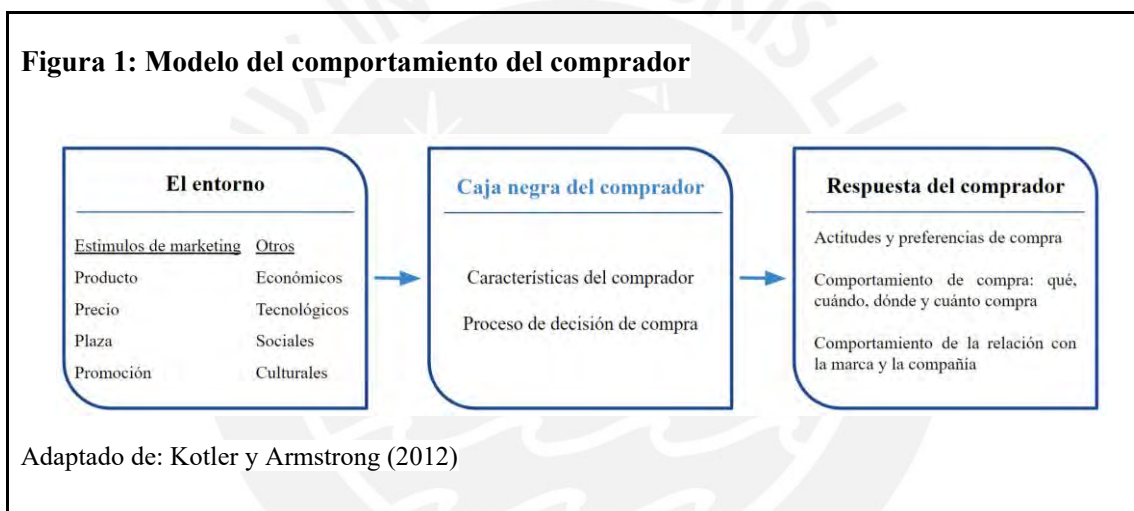 Figura 1: Modelo del comportamiento del comprador
El entorno
Estimulos de marketing Otros
Producto Económicos
Precio Tecnológicos
Plaza Sociales
Promoción Culturales
Caja negra del comprador
Características del comprador
Proceso de decisión de compra
Respuesta del comprador
Actitudes y preferencias de compra
Comportamiento de compra: qué,
cuándo, dónde y cuánto compra
Comportamiento de la relación con
la marca y la compañía
Adaptado de: Kotler y Armstrong (2012)